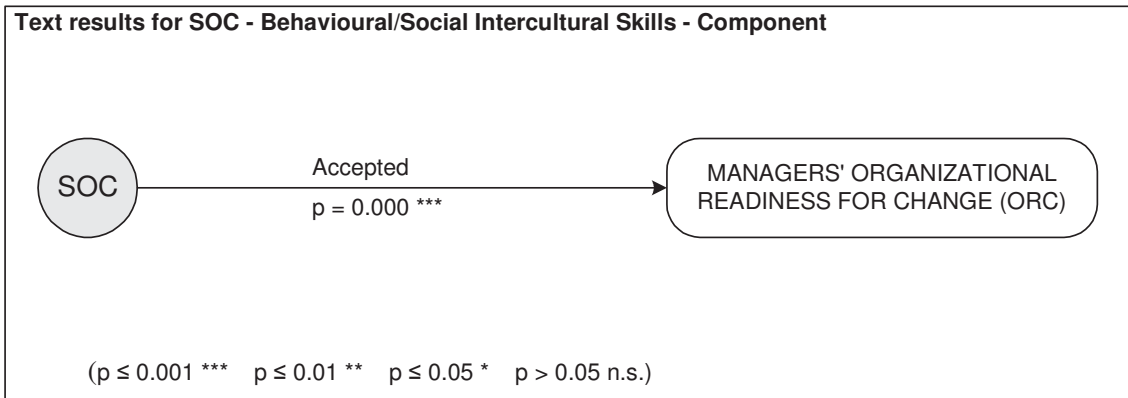 Text results for SOC - Behavioural/Social Intercultural Skills - Component
SOC
Accepted
p = 0.000 ***
MANAGERS' ORGANIZATIONAL
READINESS FOR CHANGE (ORC)
(p ≤ 0.001 *** p ≤ 0.01 ** p ≤ 0.05 * p > 0.05 n.s.)